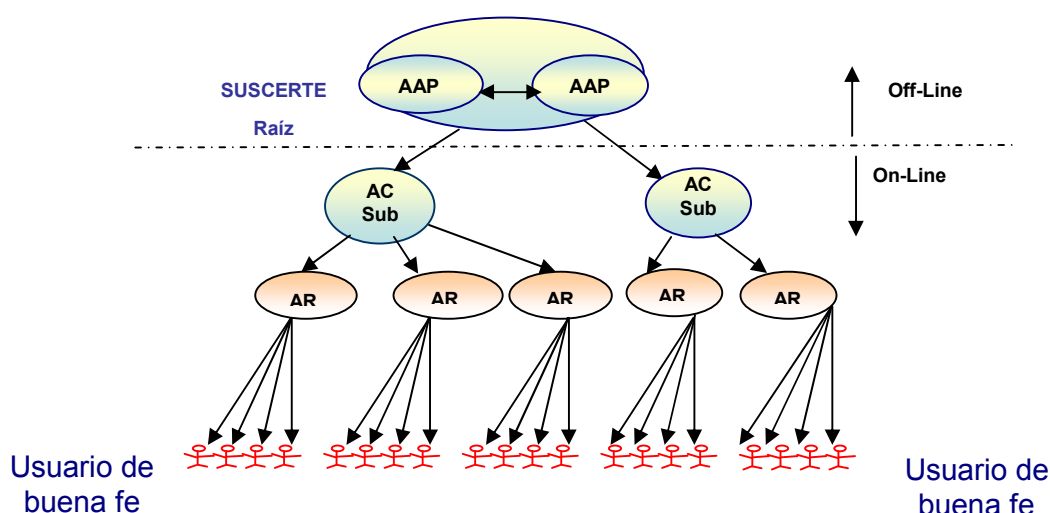 AAP
AAP
SUSCERTE
Raíz
Off-Line
On-Line
AC
Sub
AC
Sub
AR
AR
AR
AR
AR
Usuario de
buena fe
Usuario de
buena fe